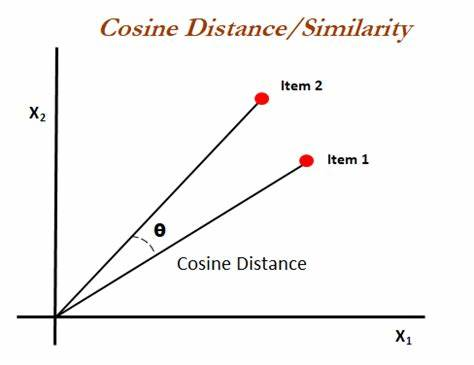 Cosine Distance/Similarity
Item 2
X₂
Item 1
θ
Cosine Distance
X₁